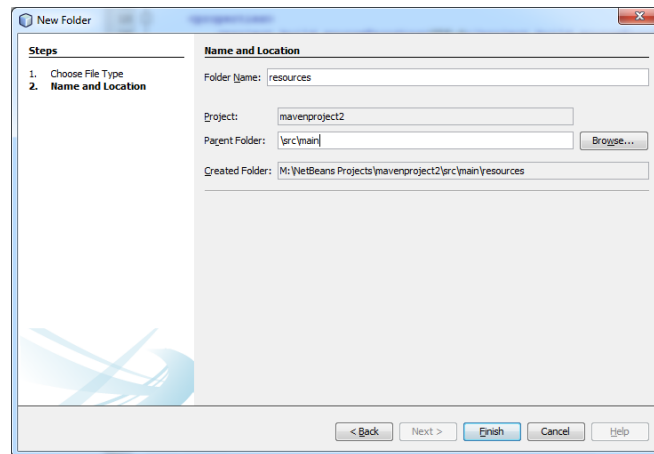 New Folder
Steps
1. Choose File Type
2. Name and Location
Name and Location
Folder Name: resources
Project: mavenproject2
Parent Folder: \src\main Browse...
Created Folder: M:\NetBeans Projects\mavenproject2\src\main\resources
< Back Next > Finish Cancel Help